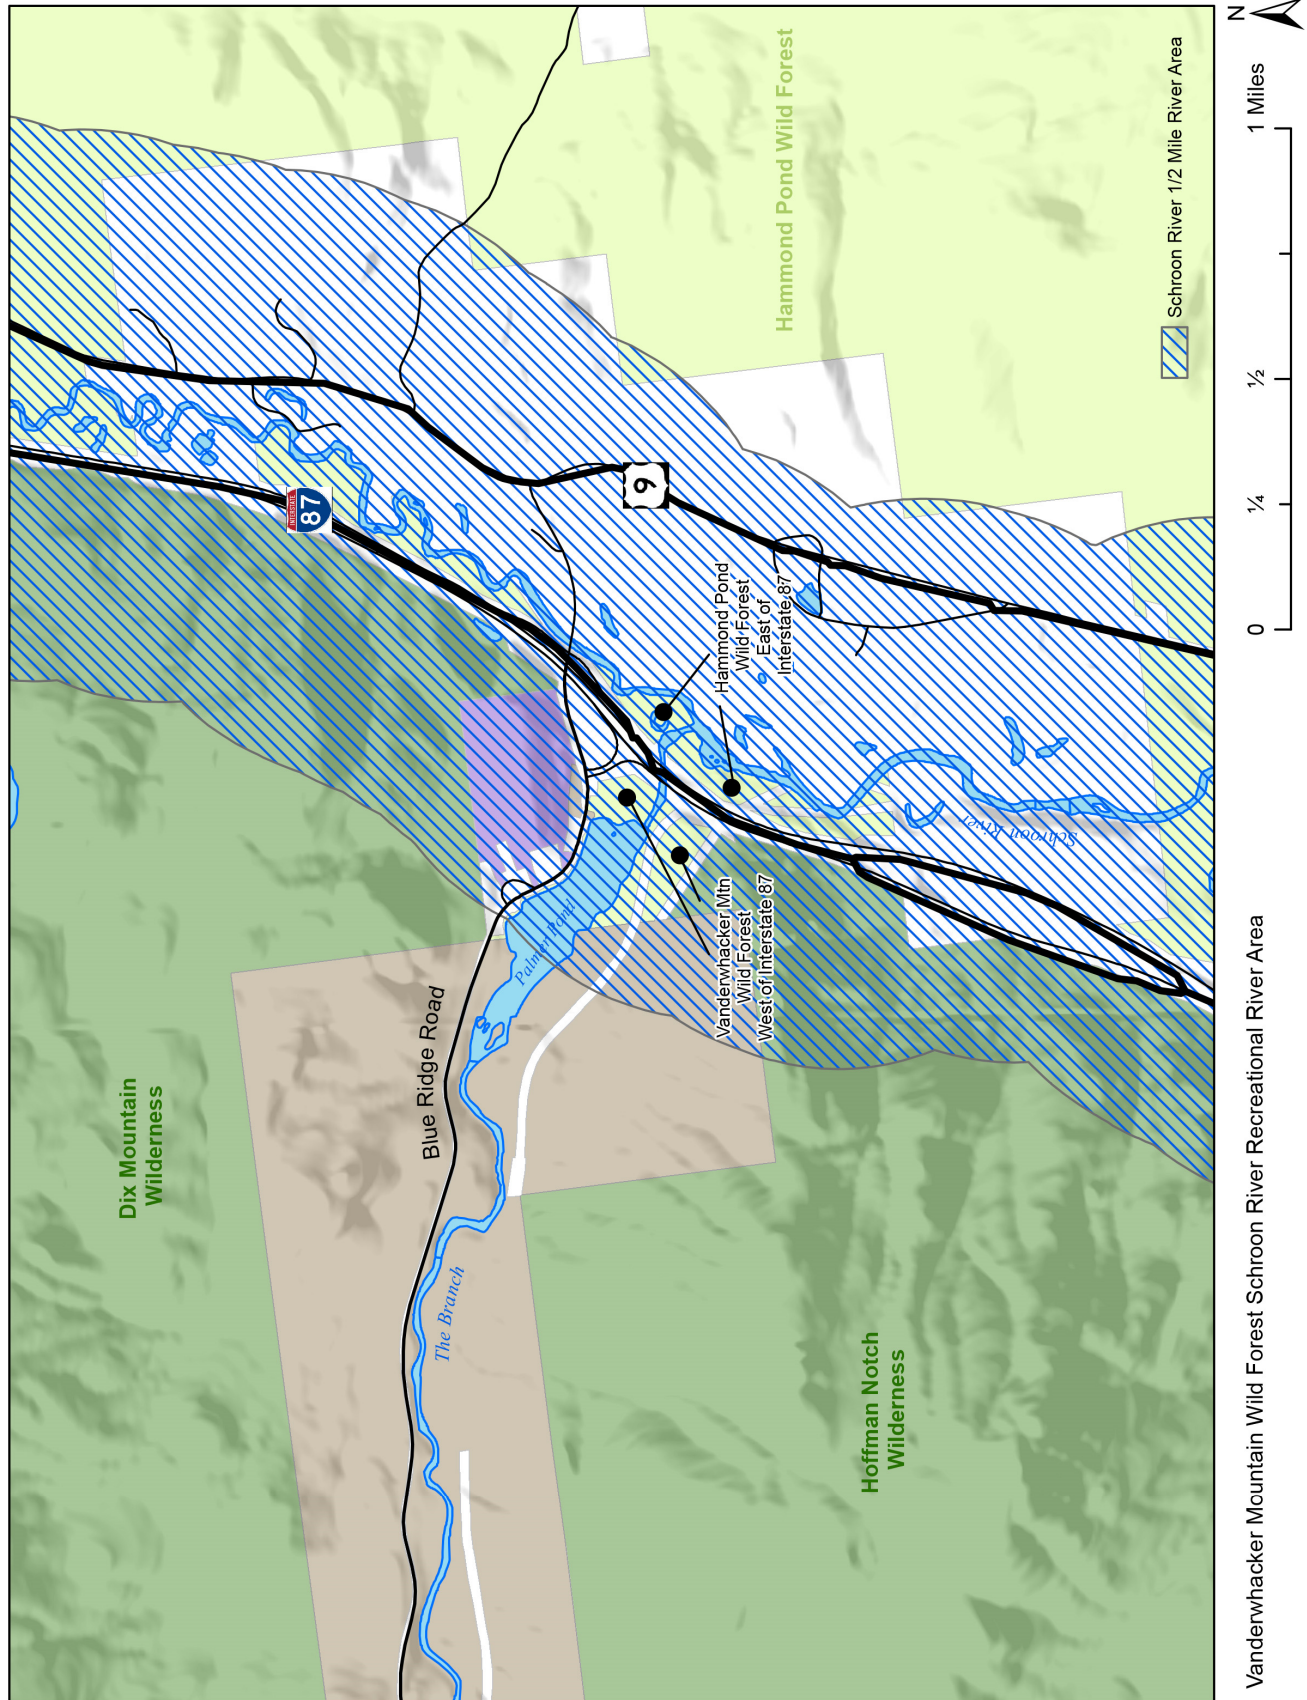 Dix Mountain
Wilderness
Blue Ridge Road
The Branch
Palmer Pond
Hoffman Notch
Wilderness
INTERSTATE
87
9
Hammond Pond
Wild Forest
East of
Interstate 87
Vanderwhacker Mtn
Wild Forest
West of Interstate 87
Schroon River
Hammond Pond Wild Forest
Schroon River 1/2 Mile River Area
Vanderwhacker Mountain Wild Forest Schroon River Recreational River Area
0
¼
½
1 Miles
N